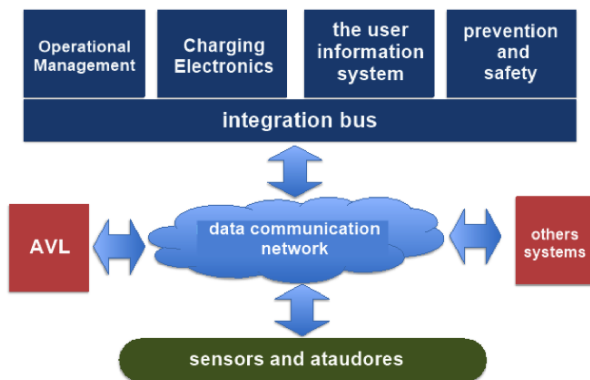 Operational
Management
Charging
Electronics
the user
information
system
prevention
and
safety
integration bus
AVL
data communication
network
others
systems
sensors and ataudores